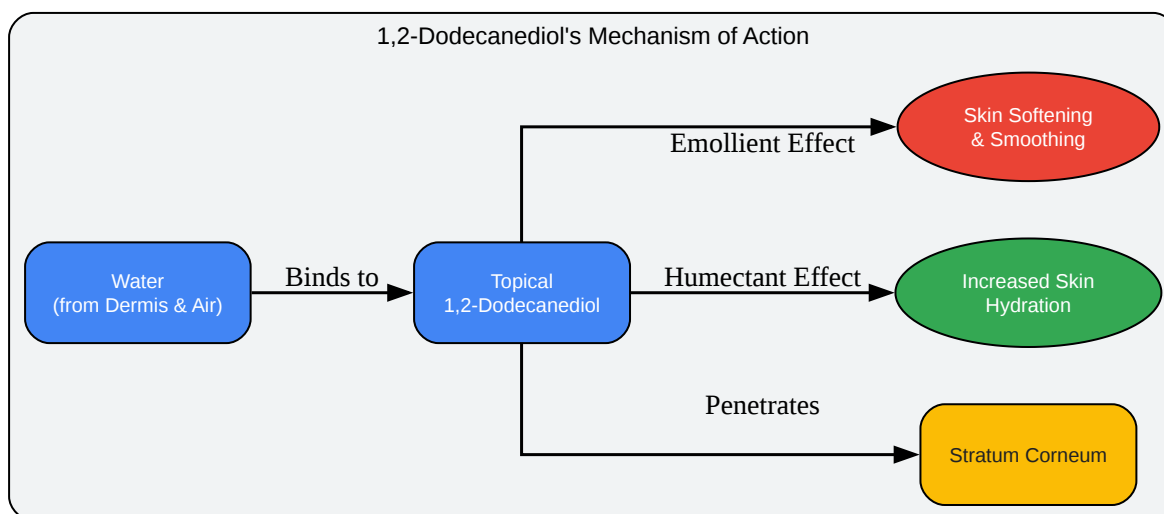 1,2-Dodecanediol's Mechanism of Action
Skin Softening
& Smoothing
Emollient Effect
Water
(from Dermis & Air)
Binds to
Topical
1,2-Dodecanediol
Humectant Effect
Increased Skin
Hydration
Penetrates
Stratum Corneum